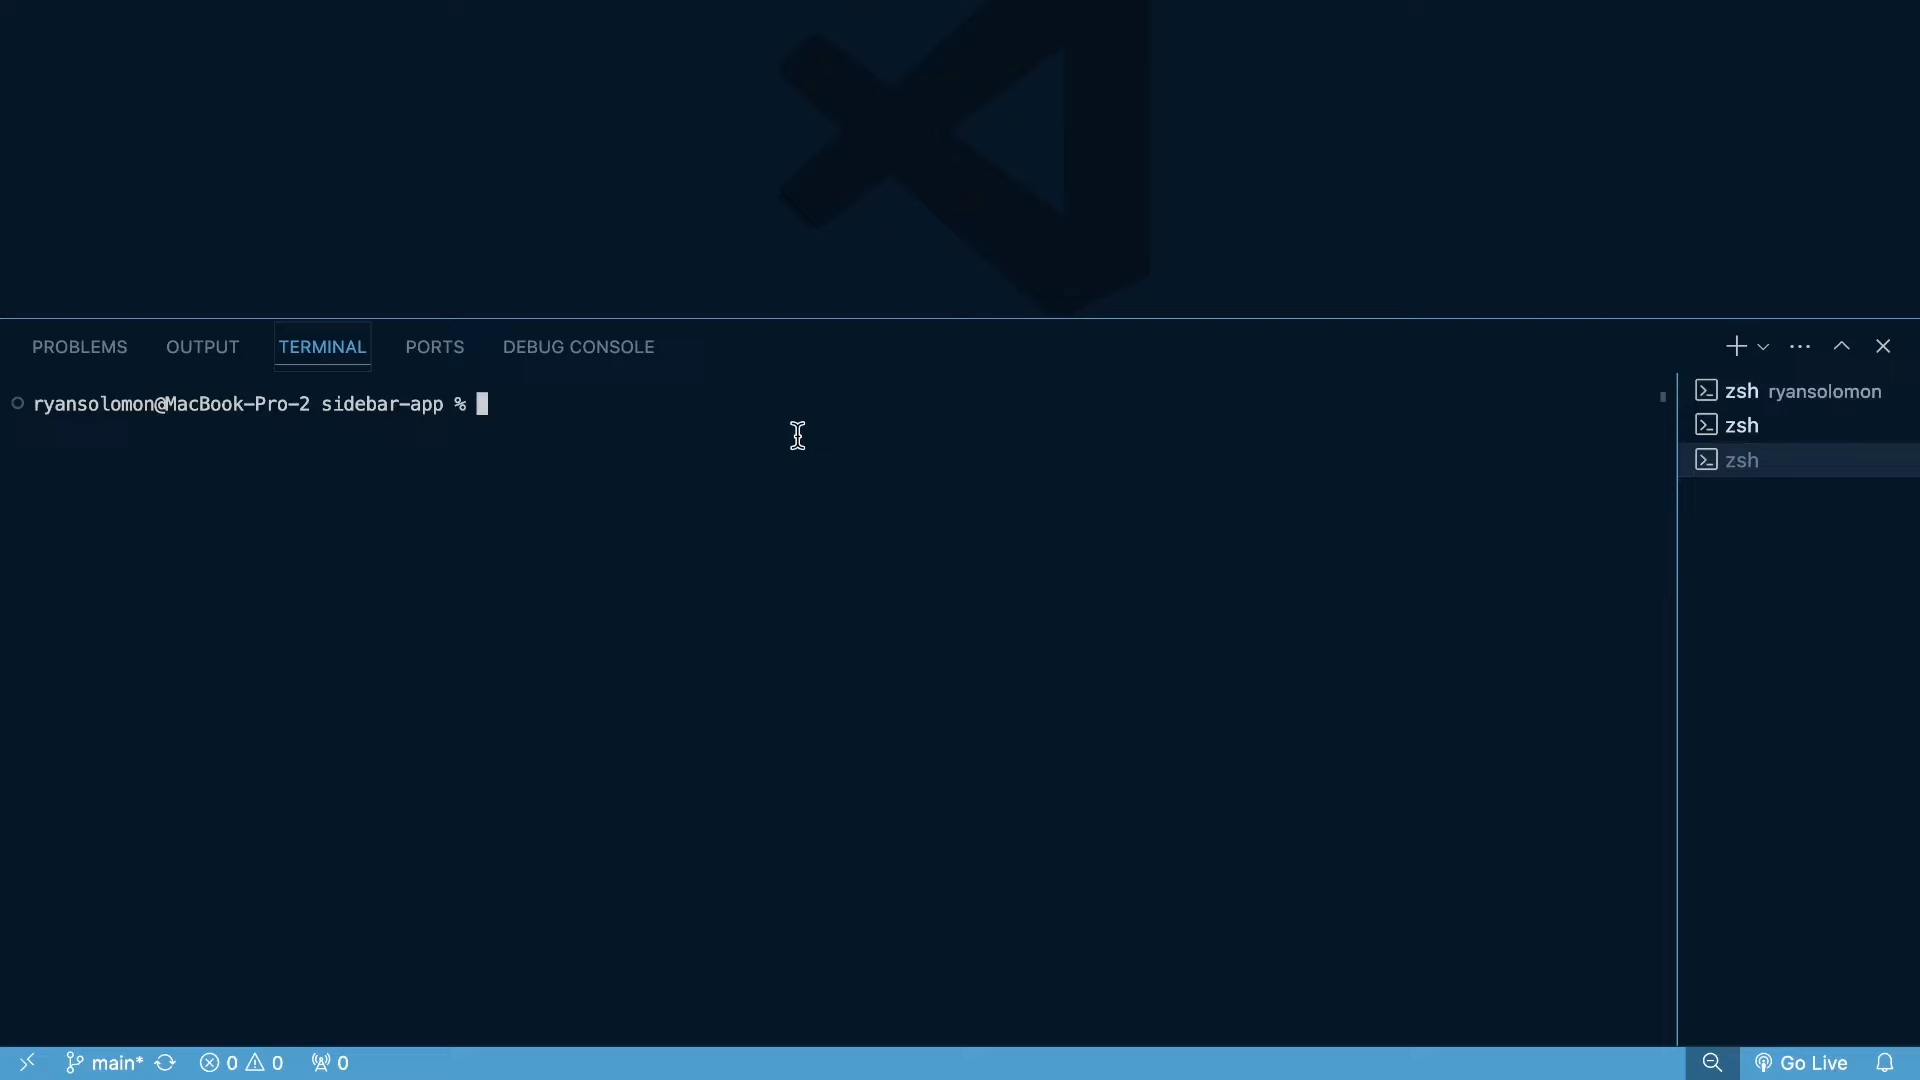 PROBLEMS OUTPUT TERMINAL PORTS DEBUG CONSOLE
ryansolomon@MacBook-Pro-2 sidebar-app %
zsh ryansolomon
zsh
zsh
main* 0 0 0 Go Live